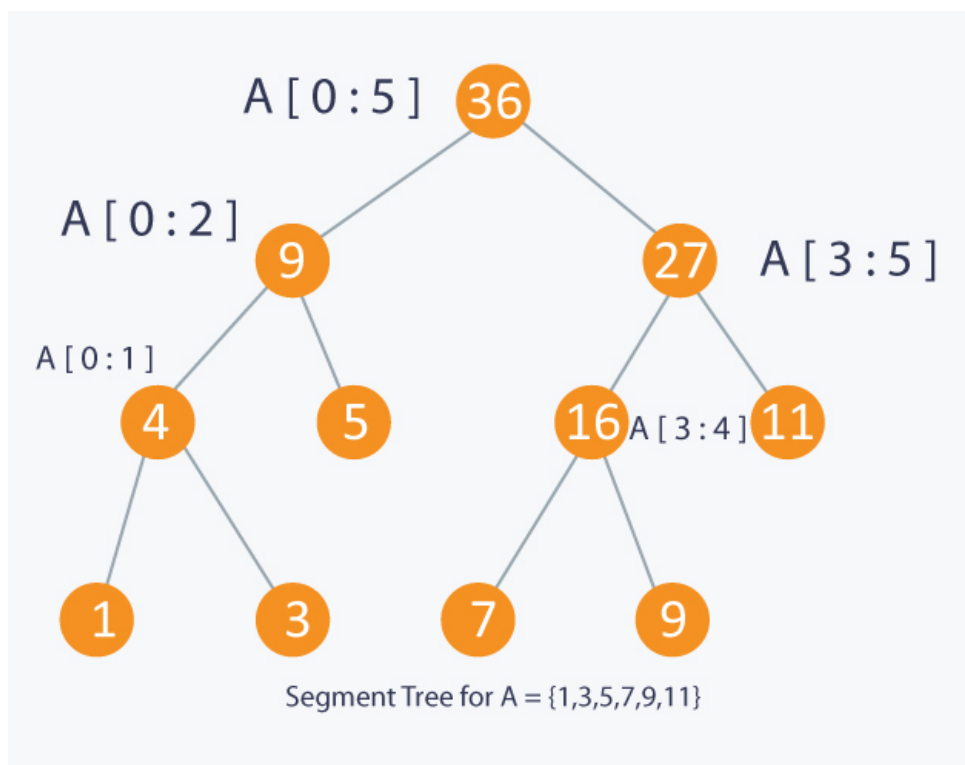 A [ 0 : 5 ] 36
A [ 0 : 2 ] 9 27 A [ 3 : 5 ]
A [ 0 : 1 ]
4 5 16 A [ 3 : 4 ] 11
1 3 7 9
Segment Tree for A = {1,3,5,7,9,11}